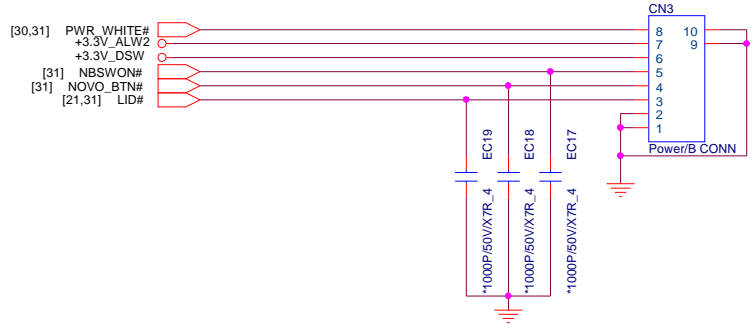 CN3
[30,31] PWR_WHITE# 8 10
+3.3V_ALW2 7 9
+3.3V_DSW 6
[31] NBSWON# 5
[31] NOVO_BTN# 4
[21,31] LID# 3
2
1
Power/B CONN
EC19
EC18
EC17
*1000P/50V/X7R_4
*1000P/50V/X7R_4
*1000P/50V/X7R_4